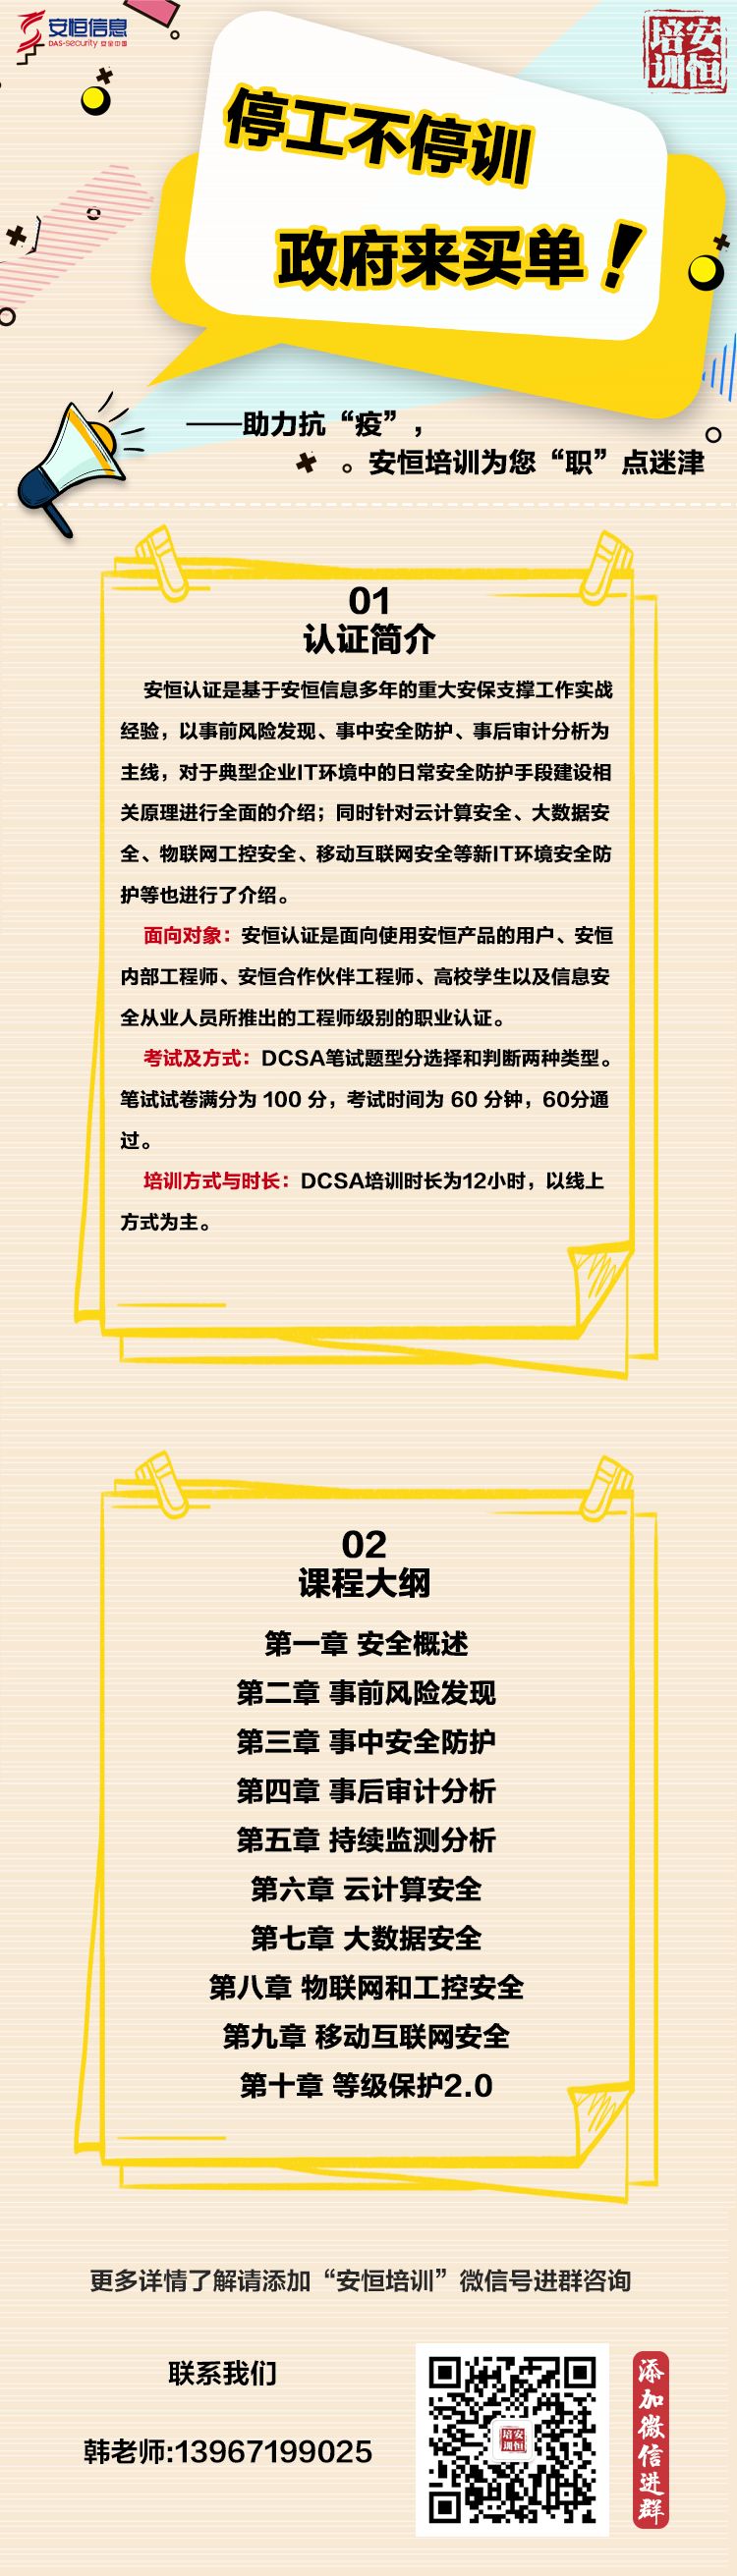 安恒信息
DAS-security 安全中国
安恒
培训
停工不停训
政府来买单！
——助力抗“疫”，
安恒培训为您“职”点迷津
01
认证简介
安恒认证是基于安恒信息多年的重大安保支撑工作实战
经验，以事前风险发现、事中安全防护、事后审计分析为
主线，对于典型企业IT环境中的日常安全防护手段建设相
关原理进行全面的介绍；同时针对云计算安全、大数据安
全、物联网工控安全、移动互联网安全等新IT环境安全防
护等也进行了介绍。
面向对象：安恒认证是面向使用安恒产品的用户、安恒
内部工程师、安恒合作伙伴工程师、高校学生以及信息安
全从业人员所推出的工程师级别的职业认证。
考试及方式：DCSA笔试题型分选择和判断两种类型。
笔试试卷满分为 100 分，考试时间为 60 分钟，60分通
过。
培训方式与时长：DCSA培训时长为12小时，以线上
方式为主。
02
课程大纲
第一章 安全概述
第二章 事前风险发现
第三章 事中安全防护
第四章 事后审计分析
第五章 持续监测分析
第六章 云计算安全
第七章 大数据安全
第八章 物联网和工控安全
第九章 移动互联网安全
第十章 等级保护2.0
更多详情了解请添加“安恒培训”微信号进群咨询
联系我们
韩老师:13967199025
安恒
培训
添加微信进群